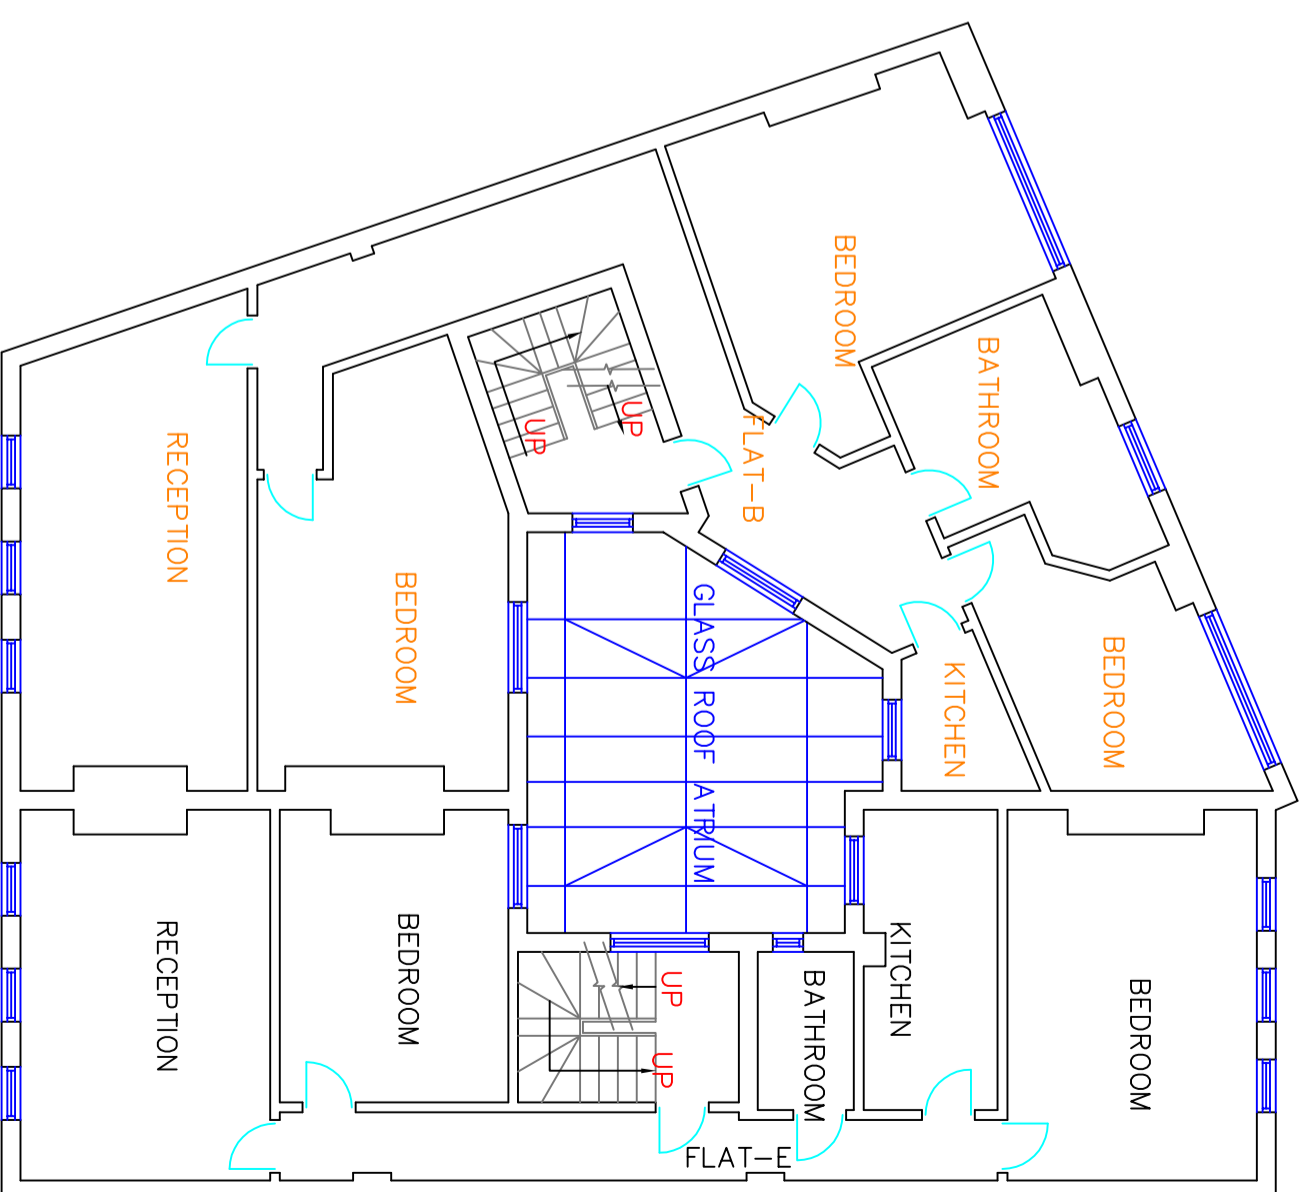 BEDROOM
BATHROOM
FLAT-B
UP
UP
RECEPTION
BEDROOM
GLASS ROOF ATRIUM
KITCHEN
BEDROOM
RECEPTION
BEDROOM
UP
UP
BATHROOM
KITCHEN
BEDROOM
FLAT-E